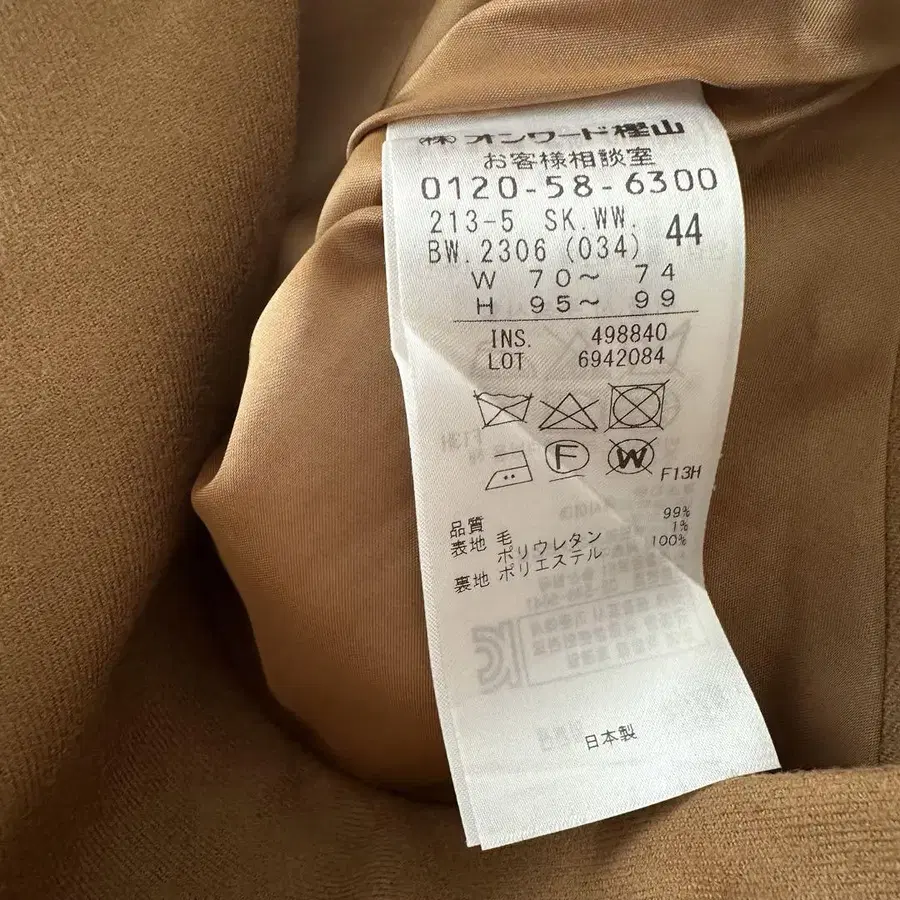 ㈱オンワード樫山
お客様相談室
0120-58-6300
213-5 SK.WW.
BW.2306 (034) 44
W 70～ 74
H 95～ 99
INS. 498840
LOT 6942084
F W F13H
品質
表地 毛 99%
ポリウレタン 1%
裏地 ポリエステル 100%
日本製